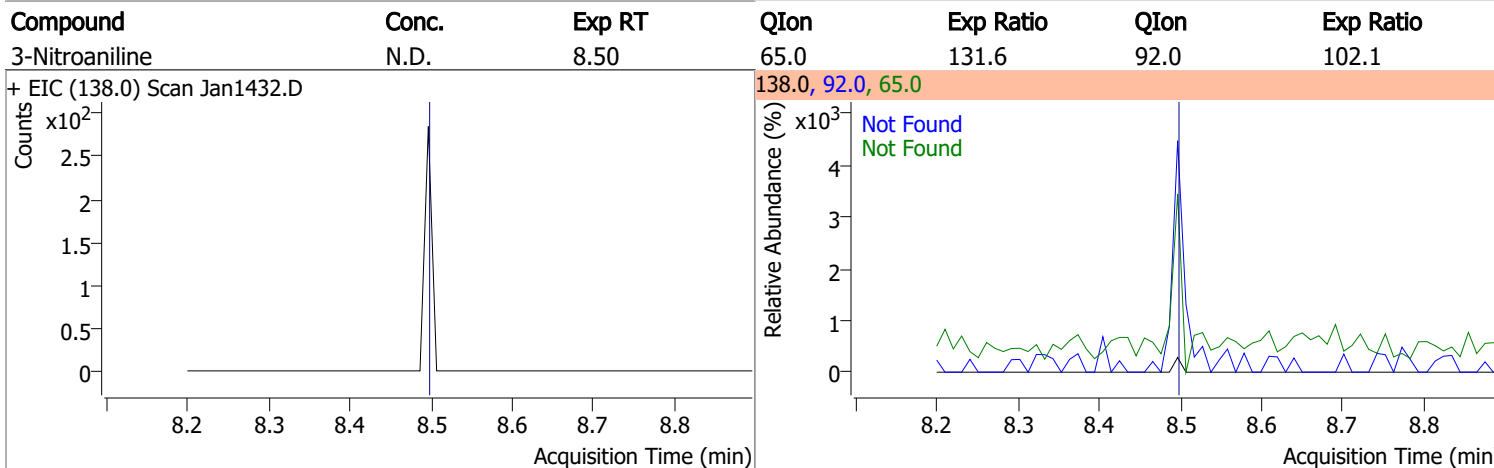 Compound Conc. Exp RT QIon Exp Ratio QIon Exp Ratio
3-Nitroaniline N.D. 8.50 65.0 131.6 92.0 102.1
+ EIC (138.0) Scan Jan1432.D
Counts
x10²
2.5
2
1.5
1
0.5
0
8.2 8.3 8.4 8.5 8.6 8.7 8.8
Acquisition Time (min)
138.0, 92.0, 65.0
Relative Abundance (%)
x10³
Not Found
Not Found
4
3
2
1
0
8.2 8.3 8.4 8.5 8.6 8.7 8.8
Acquisition Time (min